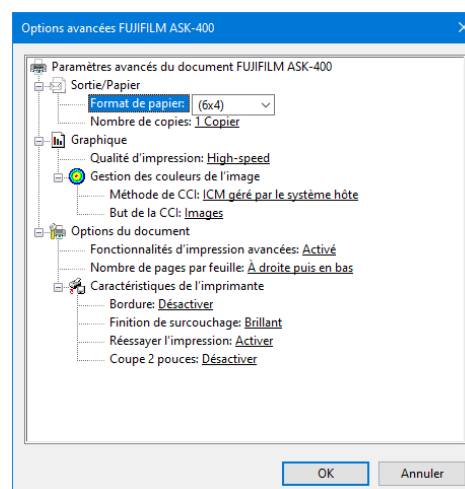 Options avancées FUJIFILM ASK-400
Paramètres avancés du document FUJIFILM ASK-400
Sortie/Papier
Format de papier: (6x4)
Nombre de copies: 1 Copier
Graphique
Qualité d'impression: High-speed
Gestion des couleurs de l'image
Méthode de CCI: ICM géré par le système hôte
But de la CCI: Images
Options du document
Fonctionnalités d'impression avancées: Activé
Nombre de pages par feuille: À droite puis en bas
Caractéristiques de l'imprimante
Bordure: Désactiver
Finition de surcouchage: Brillant
Réessayer l'impression: Activer
Coupe 2 pouces: Désactiver
OK Annuler